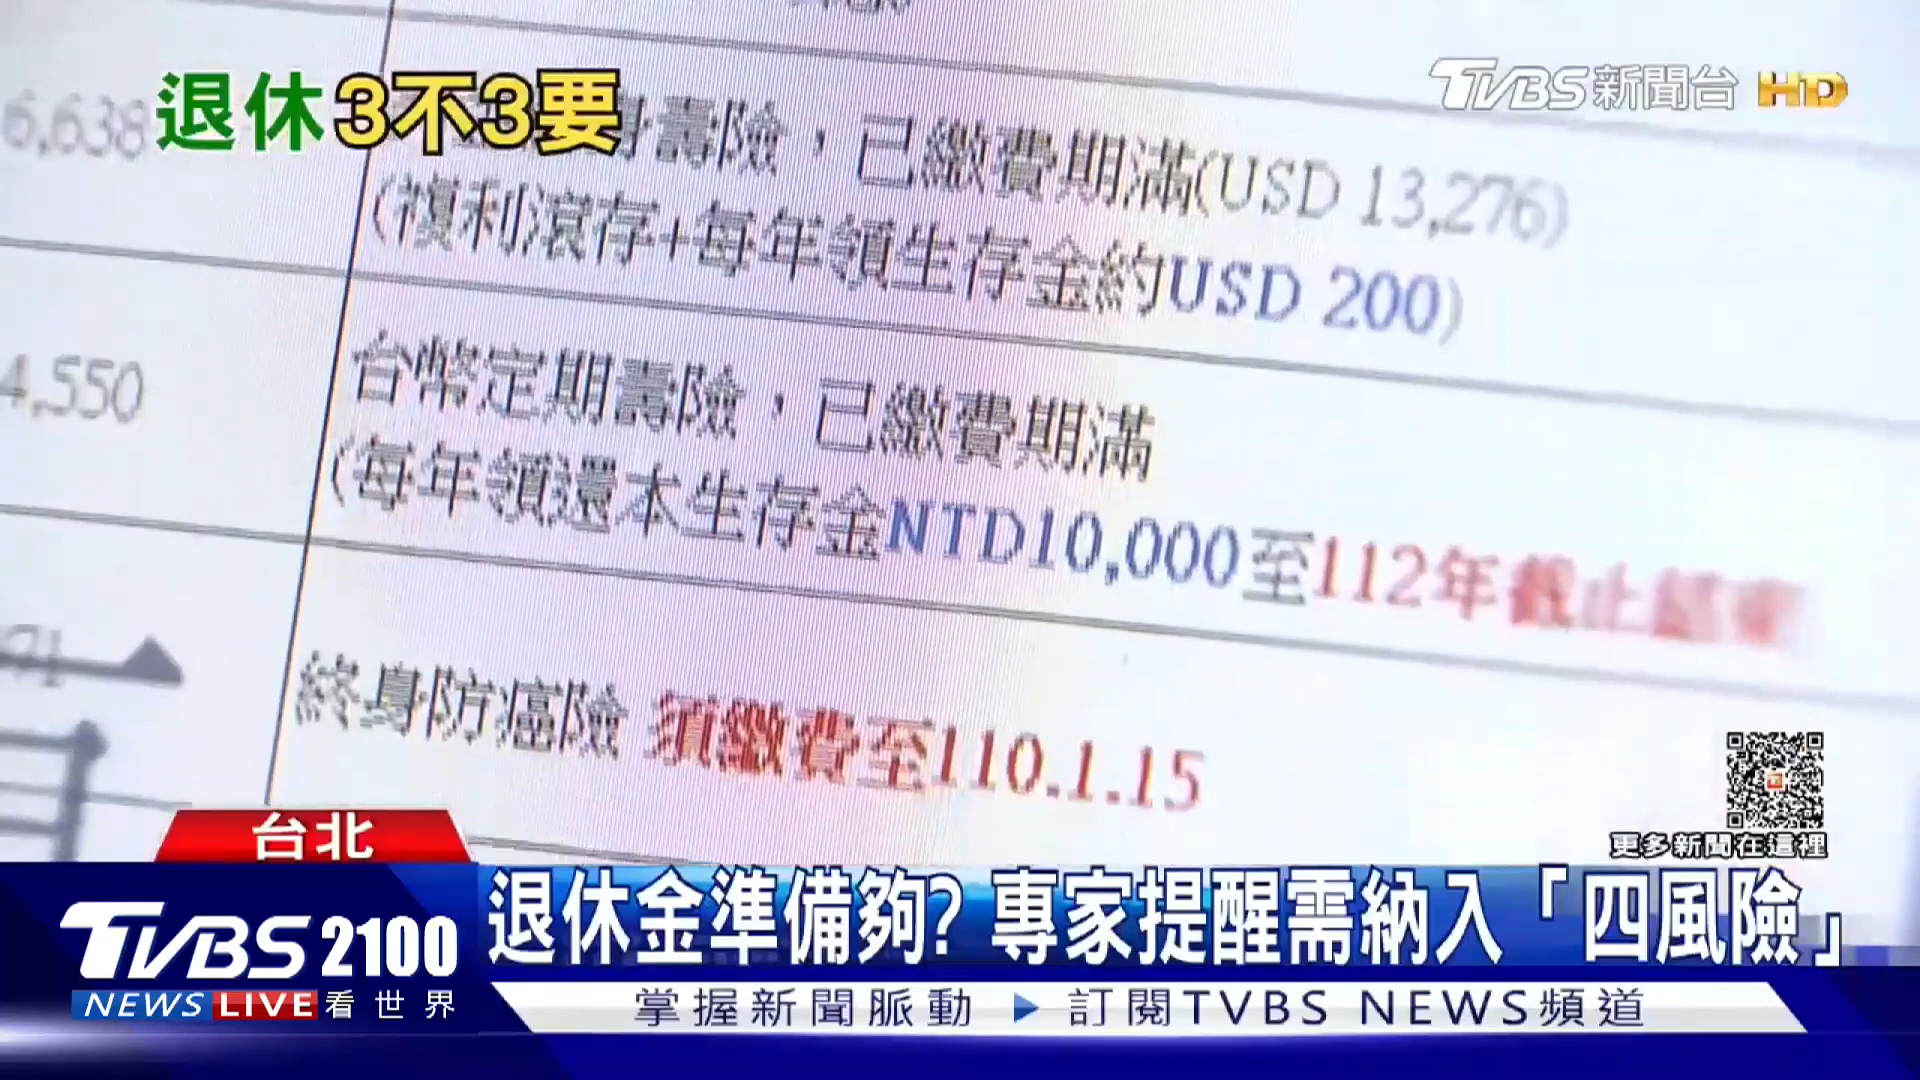 退休3不3要
TVBS新聞台 HD
6,638
壽險，已繳費期滿(USD 13,276)
(複利滾存+每年領生存金約USD 200)
4,550
台幣定期壽險，已繳費期滿
(每年領還本生存金NTD10,000至112年截止結束
終身防癌險 須繳費至110.1.15
更多新聞在這裡
台北
退休金準備夠? 專家提醒需納入「四風險」
TVBS 2100
NEWS LIVE 看世界
掌握新聞脈動 ▶ 訂閱TVBS NEWS頻道